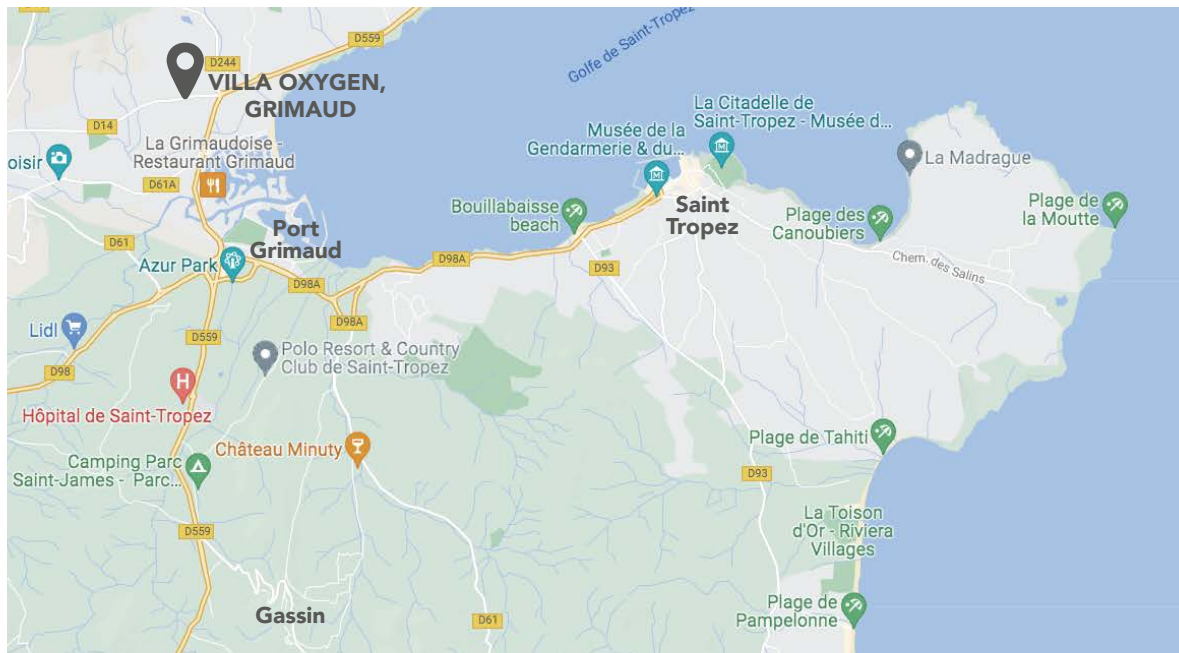 D559
Golfe de Saint-Tropez
D244
VILLA OXYGEN,
GRIMAUD
D14
La Grimaudoise -
Restaurant Grimaud
oisir
D61A
La Citadelle de
Saint-Tropez - Musée d...
Musée de la
Gendarmerie & du...
La Madrague
Bouillabaisse
beach
Saint
Tropez
Plage des
Canoubiers
Plage de
la Moutte
Port
Grimaud
D61
Azur Park
D98A
D98A
D93
Chem. des Salins
D98A
Lidl
D559
Polo Resort & Country
Club de Saint-Tropez
D98
Hôpital de Saint-Tropez
Château Minuty
Plage de Tahiti
Camping Parc
Saint-James - Parc...
D93
D559
La Toison
d'Or - Riviera
Villages
Gassin
D61
Plage de
Pampelonne